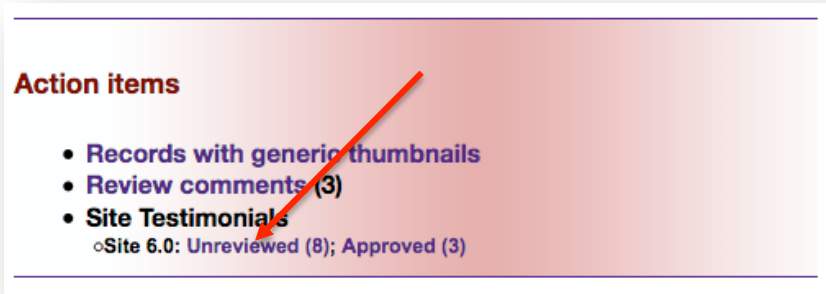 Action items
• Records with generic thumbnails
• Review comments (3)
• Site Testimonials
○Site 6.0: Unreviewed (8); Approved (3)